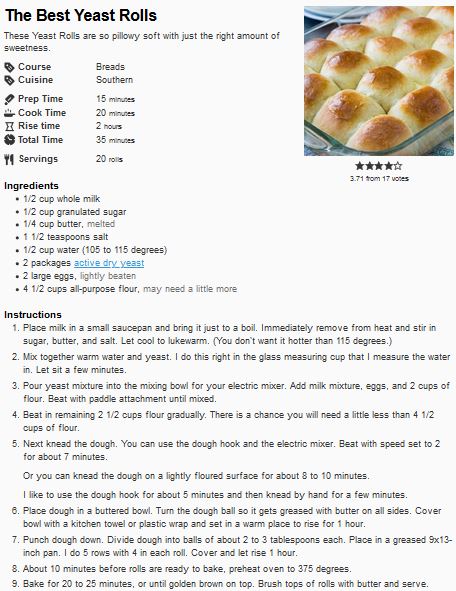 The Best Yeast Rolls
These Yeast Rolls are so pillowy soft with just the right amount of
sweetness.
Course Breads
Cuisine Southern
Prep Time 15 minutes
Cook Time 20 minutes
Rise time 2 hours
Total Time 35 minutes
Servings 20 rolls
3.71 from 17 votes
Ingredients
• 1/2 cup whole milk
• 1/2 cup granulated sugar
• 1/4 cup butter, melted
• 1 1/2 teaspoons salt
• 1/2 cup water (105 to 115 degrees)
• 2 packages active dry yeast
• 2 large eggs, lightly beaten
• 4 1/2 cups all-purpose flour, may need a little more
Instructions
1. Place milk in a small saucepan and bring it just to a boil. Immediately remove from heat and stir in
sugar, butter, and salt. Let cool to lukewarm. (You don't want it hotter than 115 degrees.)
2. Mix together warm water and yeast. I do this right in the glass measuring cup that I measure the water
in. Let sit a few minutes.
3. Pour yeast mixture into the mixing bowl for your electric mixer. Add milk mixture, eggs, and 2 cups of
flour. Beat with paddle attachment until mixed.
4. Beat in remaining 2 1/2 cups flour gradually. There is a chance you will need a little less than 4 1/2
cups of flour.
5. Next knead the dough. You can use the dough hook and the electric mixer. Beat with speed set to 2
for about 7 minutes.
Or you can knead the dough on a lightly floured surface for about 8 to 10 minutes.
I like to use the dough hook for about 5 minutes and then knead by hand for a few minutes.
6. Place dough in a buttered bowl. Turn the dough ball so it gets greased with butter on all sides. Cover
bowl with a kitchen towel or plastic wrap and set in a warm place to rise for 1 hour.
7. Punch dough down. Divide dough into balls of about 2 to 3 tablespoons each. Place in a greased 9x13-
inch pan. I do 5 rows with 4 in each roll. Cover and let rise 1 hour.
8. About 10 minutes before rolls are ready to bake, preheat oven to 375 degrees.
9. Bake for 20 to 25 minutes, or until golden brown on top. Brush tops of rolls with butter and serve.